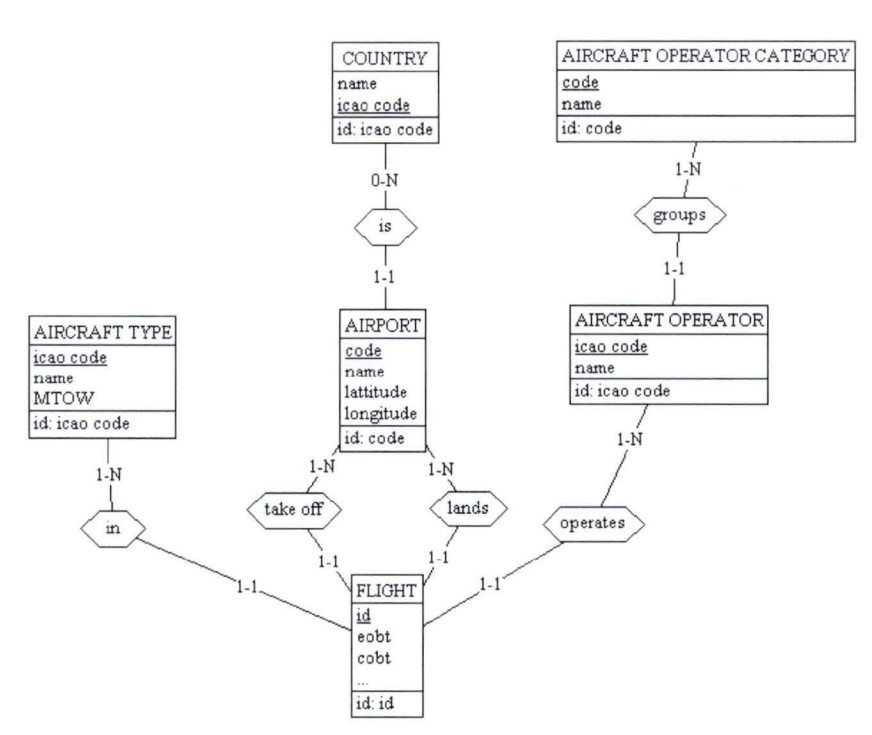 COUNTRY
name
icao code
id: icao code
AIRCRAFT OPERATOR CATEGORY
code
name
id: code
0-N
1-N
is
groups
1-1
1-1
AIRCRAFT TYPE
icao code
name
MTOW
id: icao code
AIRPORT
code
name
lattitude
longitude
id: code
AIRCRAFT OPERATOR
icao code
name
id: icao code
1-N
1-N
1-N
1-N
in
take off
lands
operates
1-1
1-1
1-1
1-1
FLIGHT
id
eobt
cobt
...
id: id